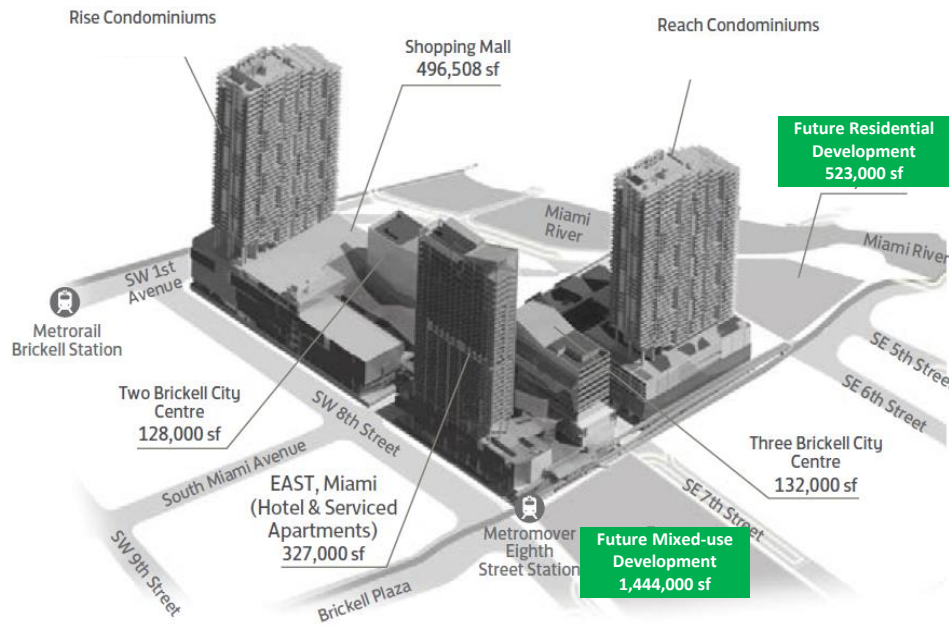 Rise Condominiums
Reach Condominiums
Shopping Mall
496,508 sf
Future Residential
Development
523,000 sf
Miami
River
Miami River
SW 1st
Avenue
Metrorail
Brickell Station
SE 5th Street
SE 6th Street
Two Brickell City
Centre
128,000 sf
SW 8th Street
Three Brickell City
Centre
132,000 sf
South Miami Avenue
EAST, Miami
(Hotel & Serviced
Apartments)
327,000 sf
SE 7th Street
Metromover
Eighth
Street Station
Future Mixed-use
Development
1,444,000 sf
SW 9th Street
Brickell Plaza